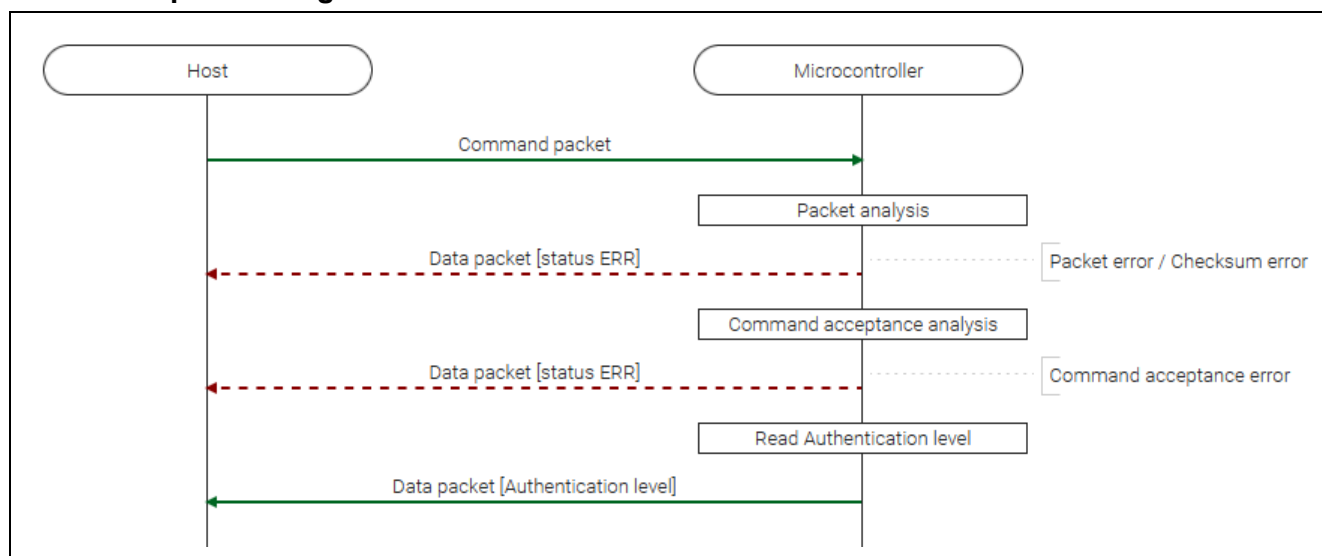 Host
Microcontroller
Command packet
Packet analysis
Data packet [status ERR]
Packet error / Checksum error
Command acceptance analysis
Data packet [status ERR]
Command acceptance error
Read Authentication level
Data packet [Authentication level]